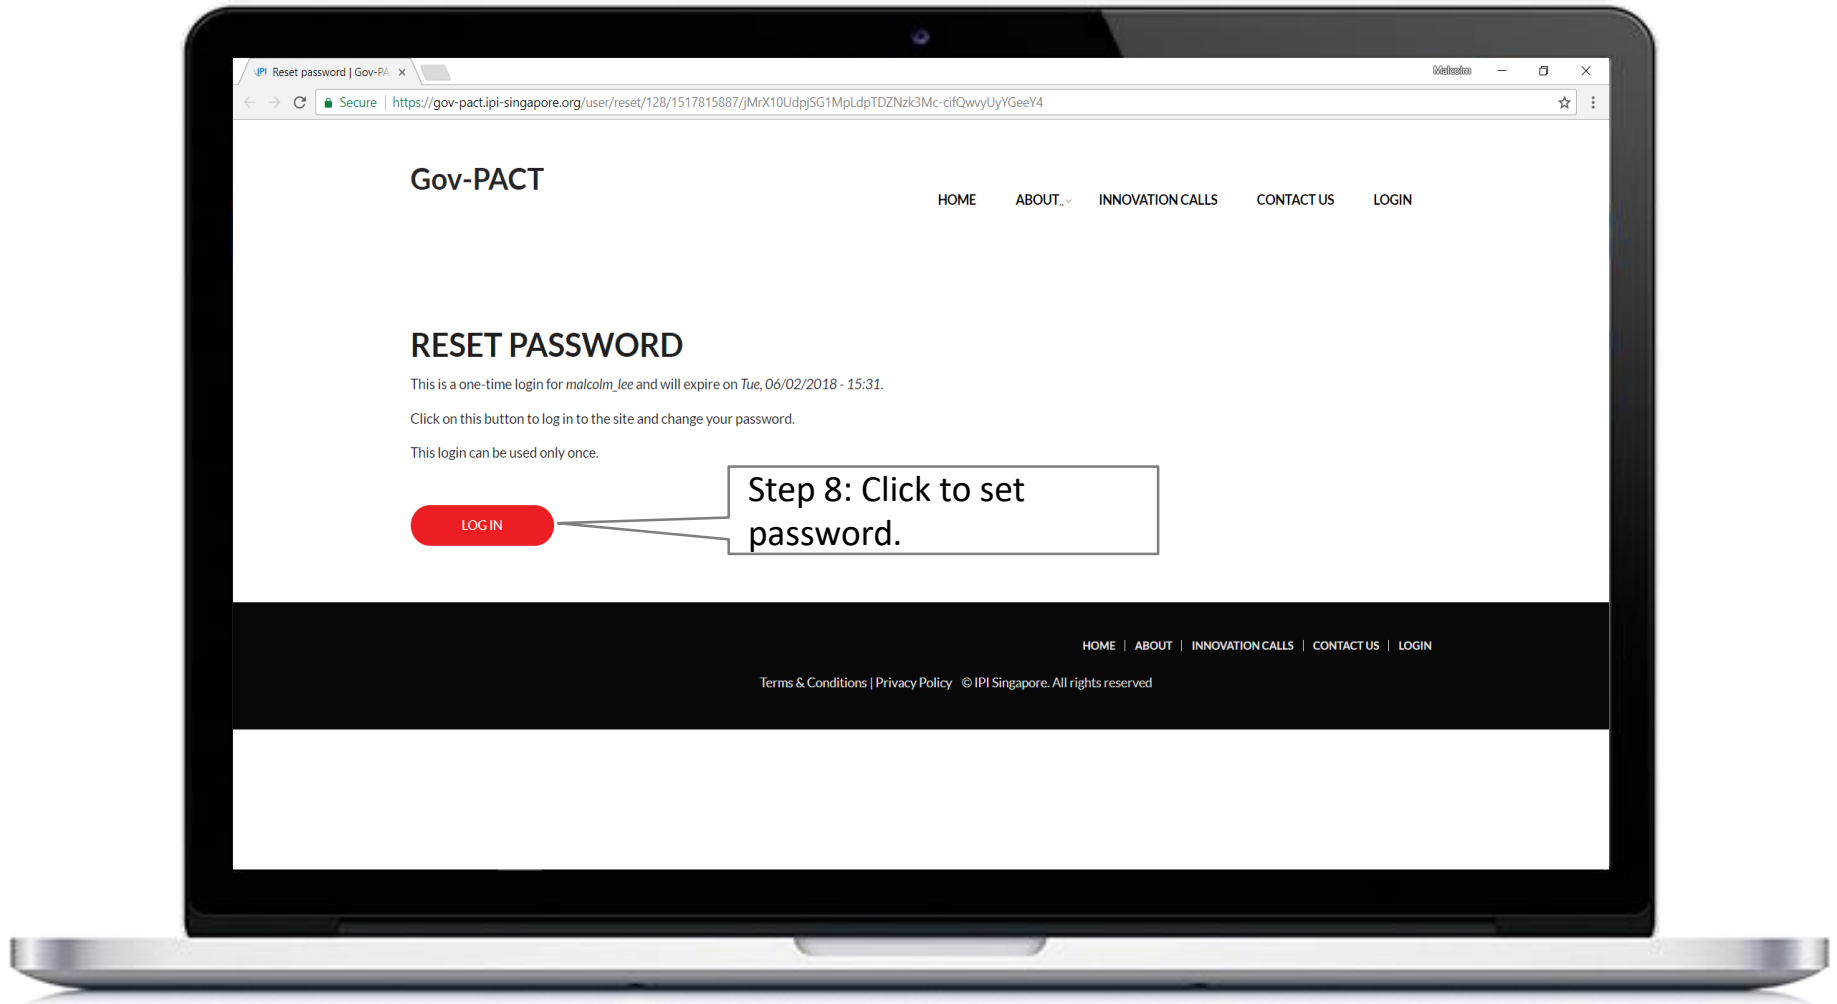 IPI Reset password | Gov-PA
Malcolm
Secure | https://gov-pact.ipi-singapore.org/user/reset/128/1517815887/jMrX10UdpjSG1MpLdpTDZNzk3Mc-cifQwvyUyYGeeY4
Gov-PACT
HOME ABOUT.. INNOVATION CALLS CONTACT US LOGIN
RESET PASSWORD
This is a one-time login for malcolm_lee and will expire on Tue, 06/02/2018 - 15:31.
Click on this button to log in to the site and change your password.
This login can be used only once.
Step 8: Click to set
password.
LOG IN
HOME | ABOUT | INNOVATION CALLS | CONTACT US | LOGIN
Terms & Conditions | Privacy Policy © IPI Singapore. All rights reserved